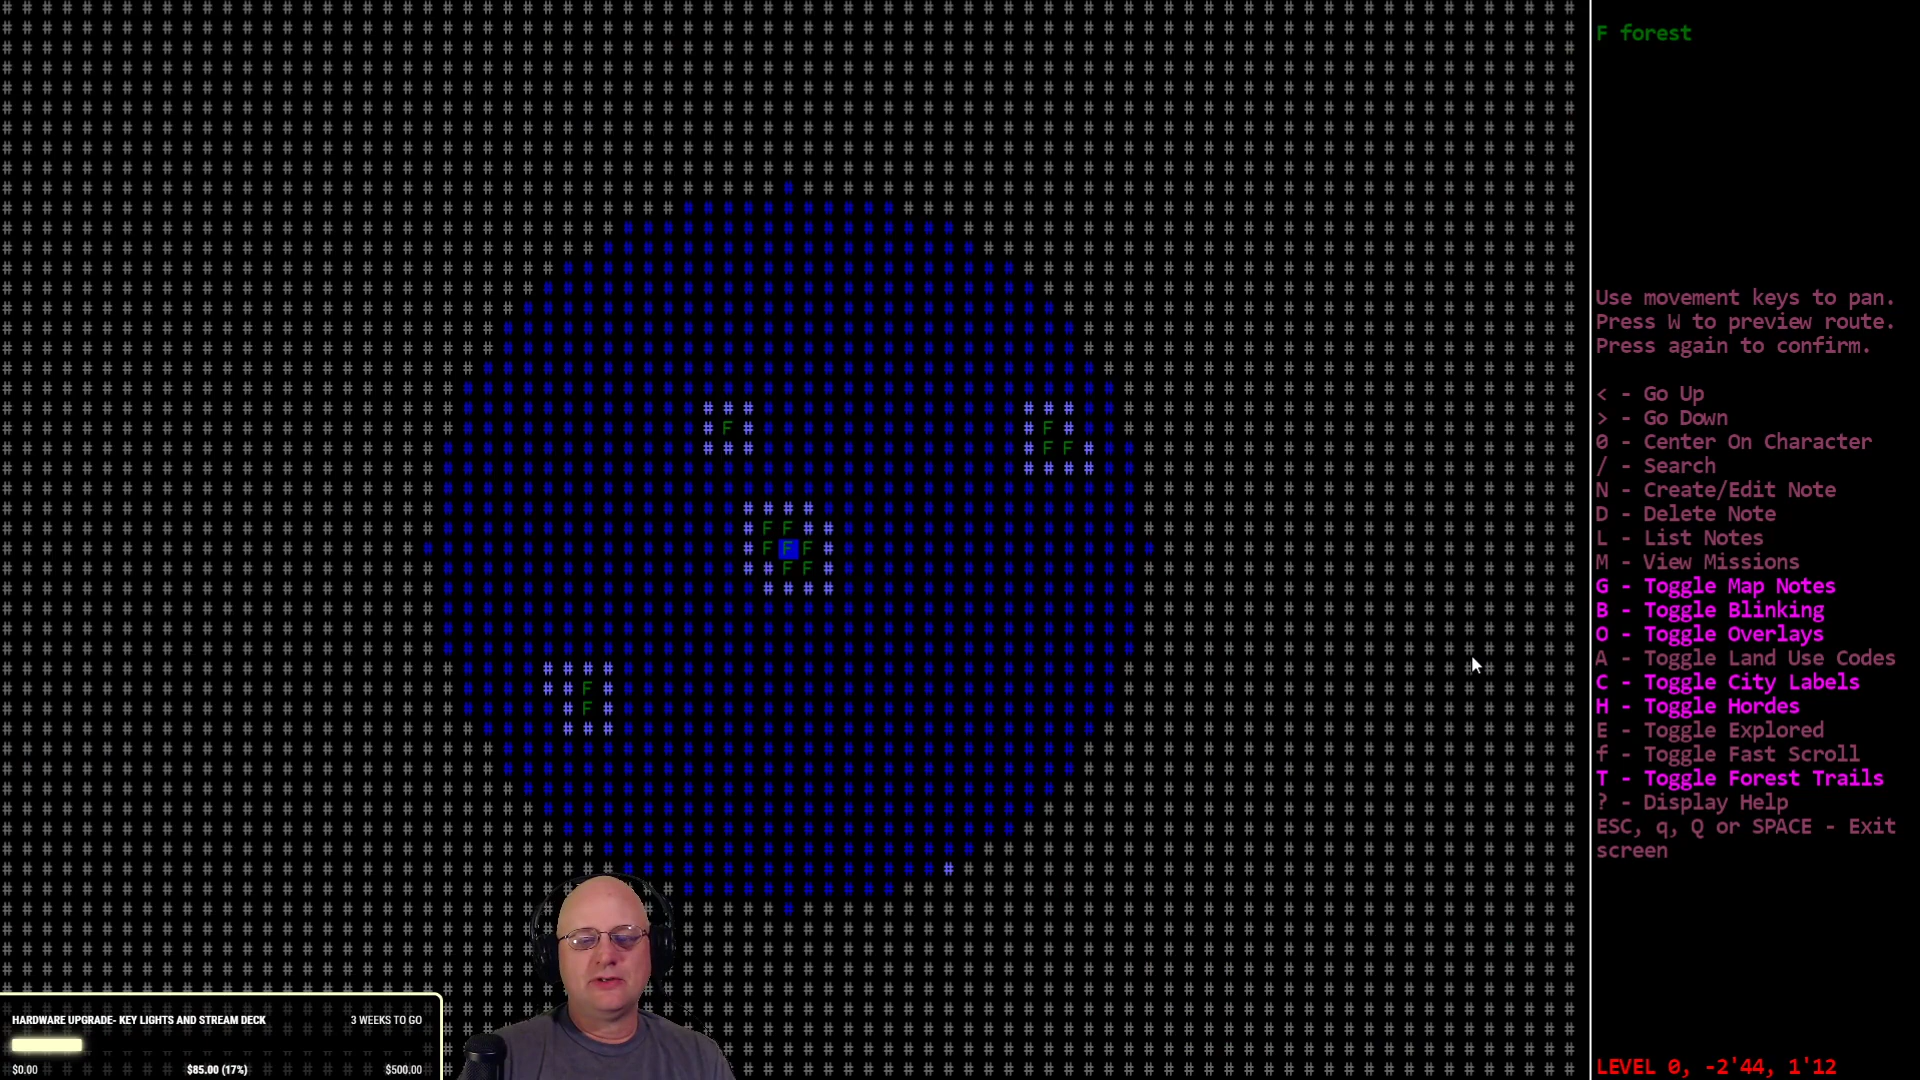 F forest
Use movement keys to pan.
Press W to preview route.
Press again to confirm.
< - Go Up
> - Go Down
0 - Center On Character
/ - Search
N - Create/Edit Note
D - Delete Note
L - List Notes
M - View Missions
G - Toggle Map Notes
B - Toggle Blinking
O - Toggle Overlays
A - Toggle Land Use Codes
C - Toggle City Labels
H - Toggle Hordes
E - Toggle Explored
f - Toggle Fast Scroll
T - Toggle Forest Trails
? - Display Help
ESC, q, Q or SPACE - Exit
screen
LEVEL 0, -2'44, 1'12
HARDWARE UPGRADE- KEY LIGHTS AND STREAM DECK 3 WEEKS TO GO
$0.00 $85.00 (17%) $500.00